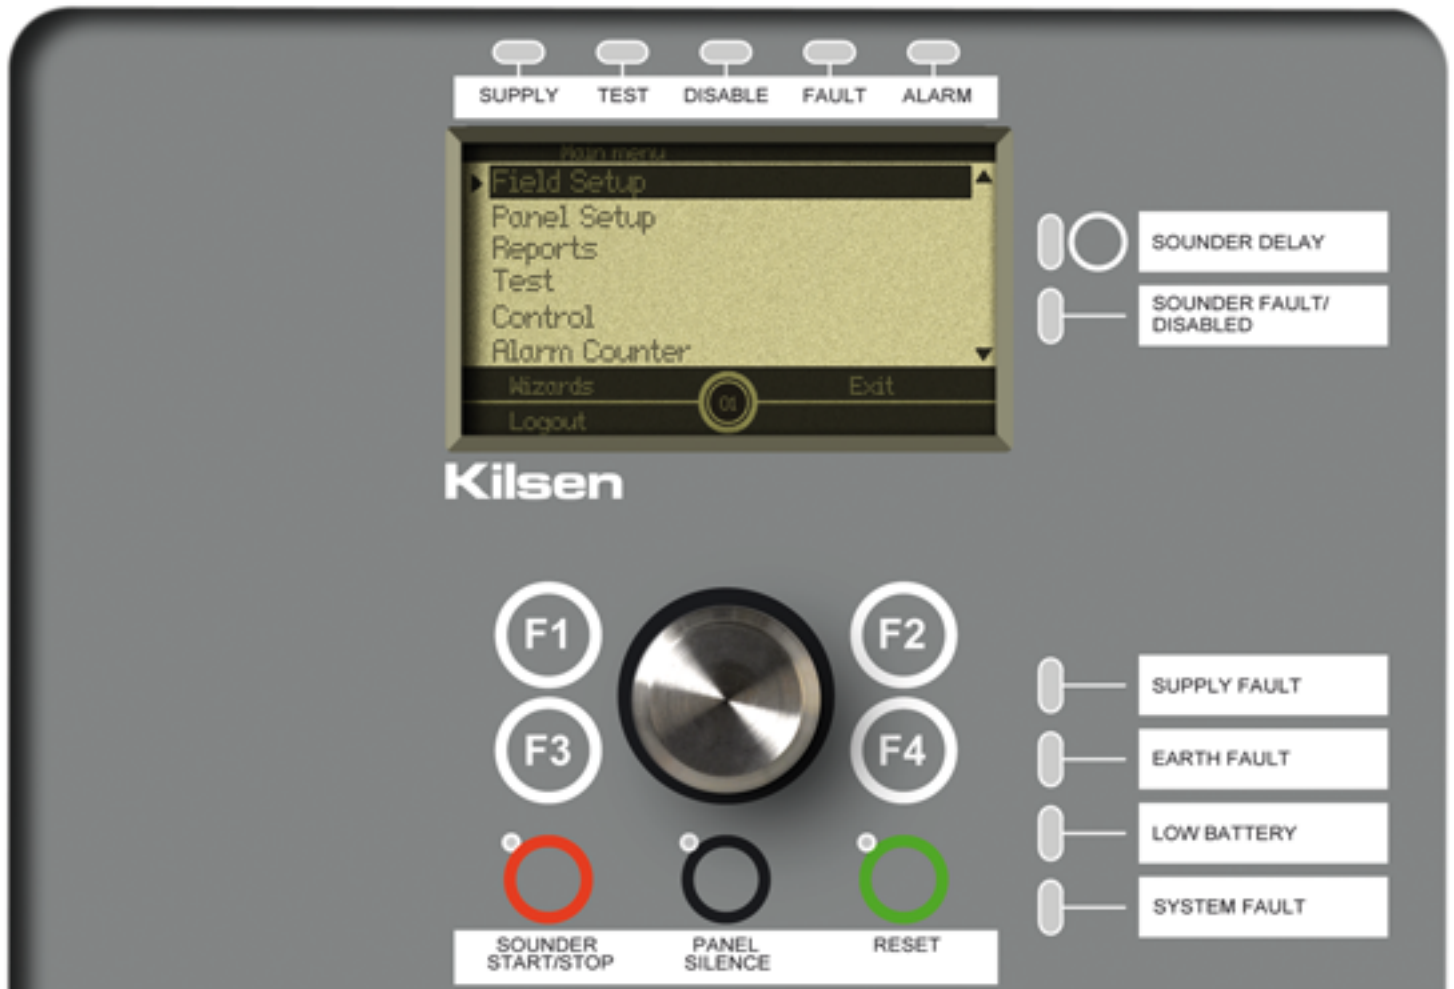 SUPPLY TEST DISABLE FAULT ALARM
Main menu
Field Setup
Panel Setup
Reports
Test
Control
Alarm Counter
Wizards
Exit
01
Logout
Kilsen
SOUNDER DELAY
SOUNDER FAULT/
DISABLED
F1
F2
F3
F4
SUPPLY FAULT
EARTH FAULT
LOW BATTERY
SYSTEM FAULT
SOUNDER
START/STOP
PANEL
SILENCE
RESET